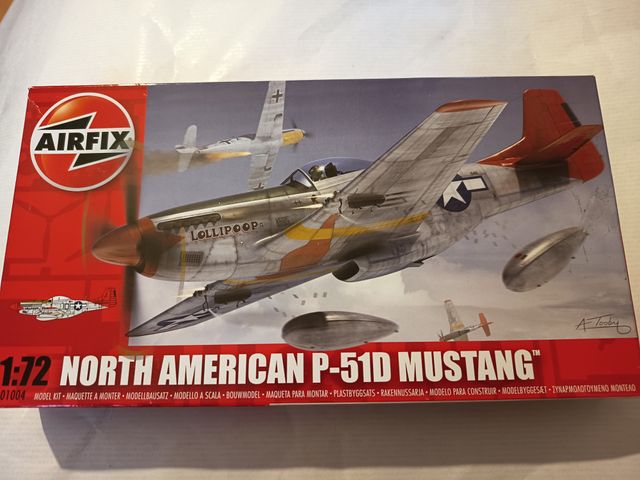 AIRFIX
LOLLIPOOP
A E Tooby
1:72 NORTH AMERICAN P-51D MUSTANG™
01004 MODEL KIT • MAQUETTE A MONTER • MODELLBAUSATZ • MODELLO A SCALA • BOUWMODEL • MAQUETA PARA MONTAR • PLASTBYGGSATS • RAKENNUSSARJA • MODELO PARA CONSTRUIR • MODELBYGGESÆT • ΣΥΝΑΡΜΟΛΟΓΟΥΜΕΝΟ ΜΟΝΤΕΛΟ